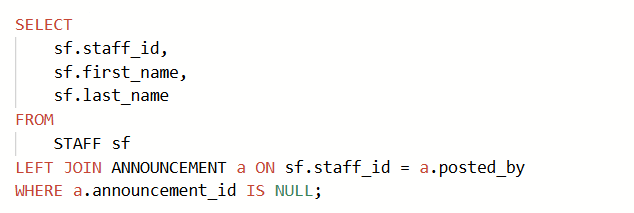 SELECT
sf.staff_id,
sf.first_name,
sf.last_name
FROM
STAFF sf
LEFT JOIN ANNOUNCEMENT a ON sf.staff_id = a.posted_by
WHERE a.announcement_id IS NULL;